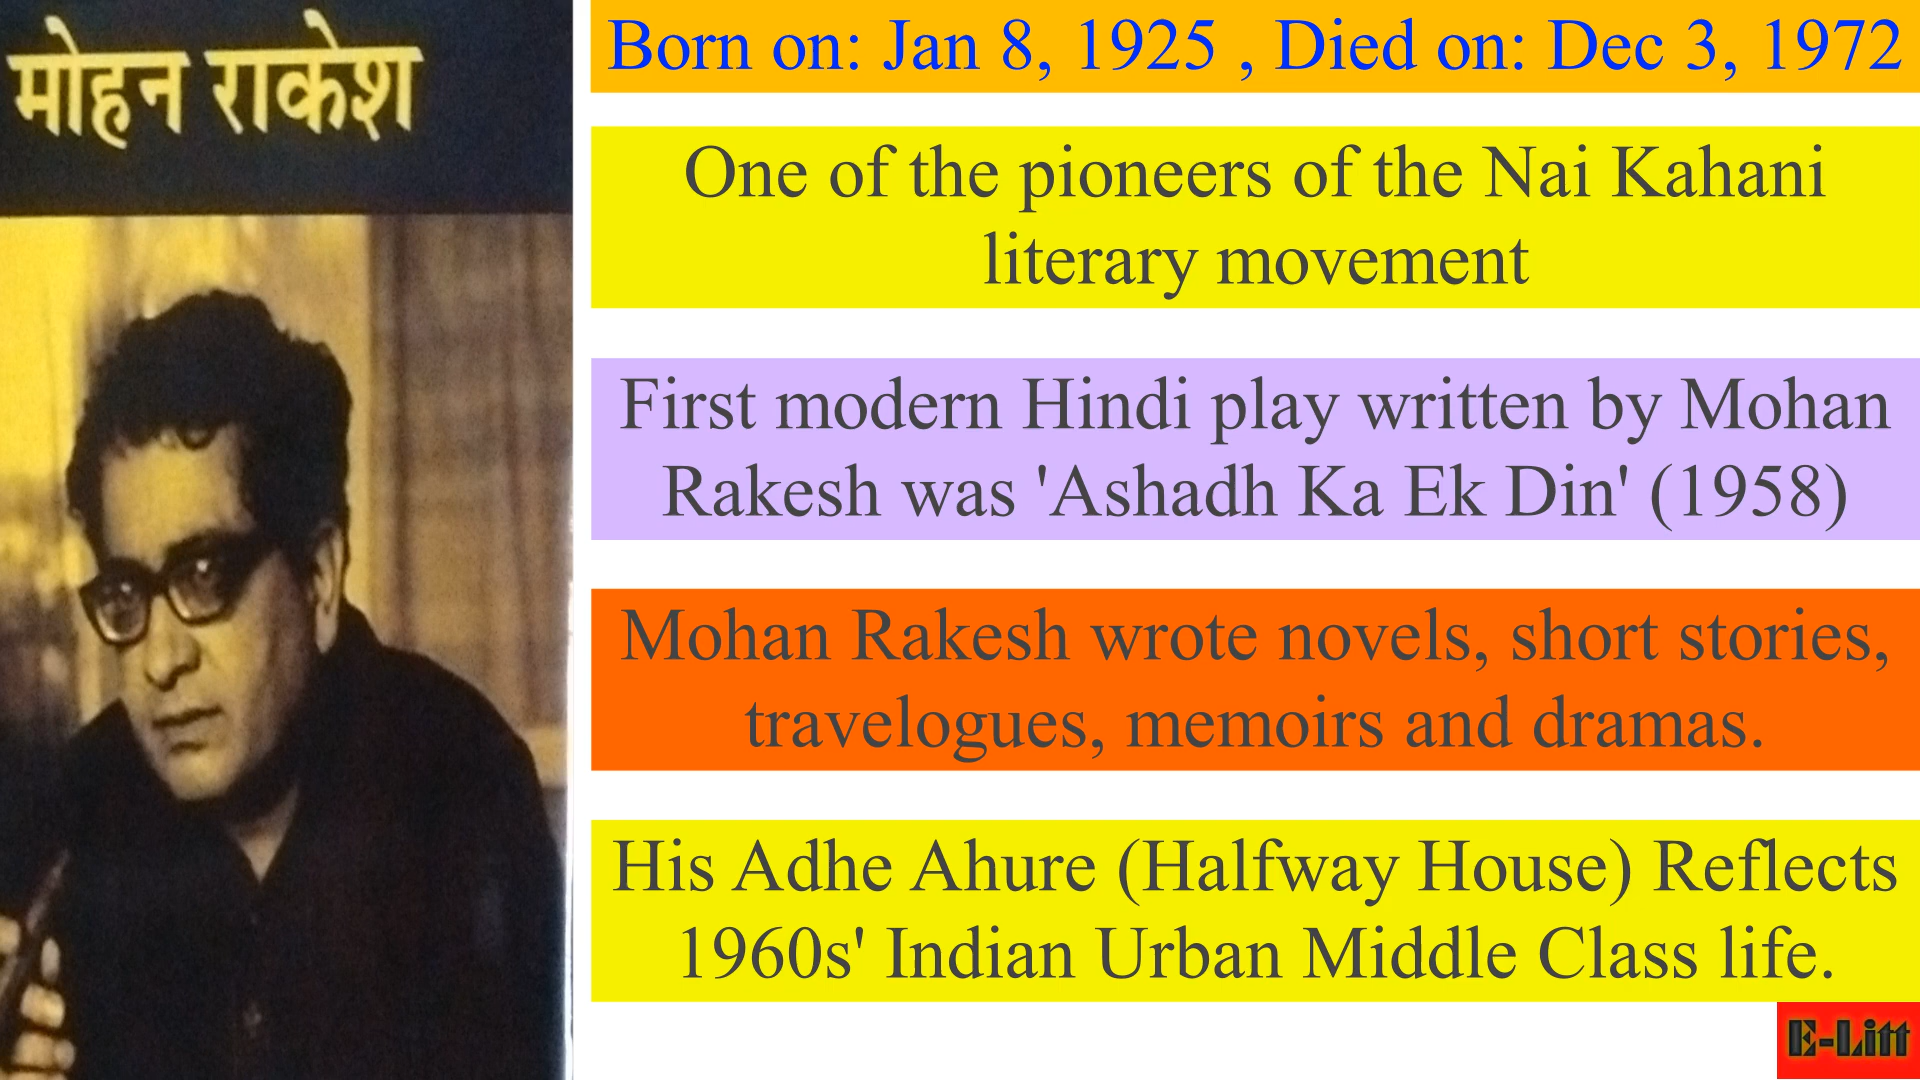 मोहन राकेश
Born on: Jan 8, 1925 , Died on: Dec 3, 1972
One of the pioneers of the Nai Kahani
literary movement
First modern Hindi play written by Mohan
Rakesh was 'Ashadh Ka Ek Din' (1958)
Mohan Rakesh wrote novels, short stories,
travelogues, memoirs and dramas.
His Adhe Ahure (Halfway House) Reflects
1960s' Indian Urban Middle Class life.
E-Litt